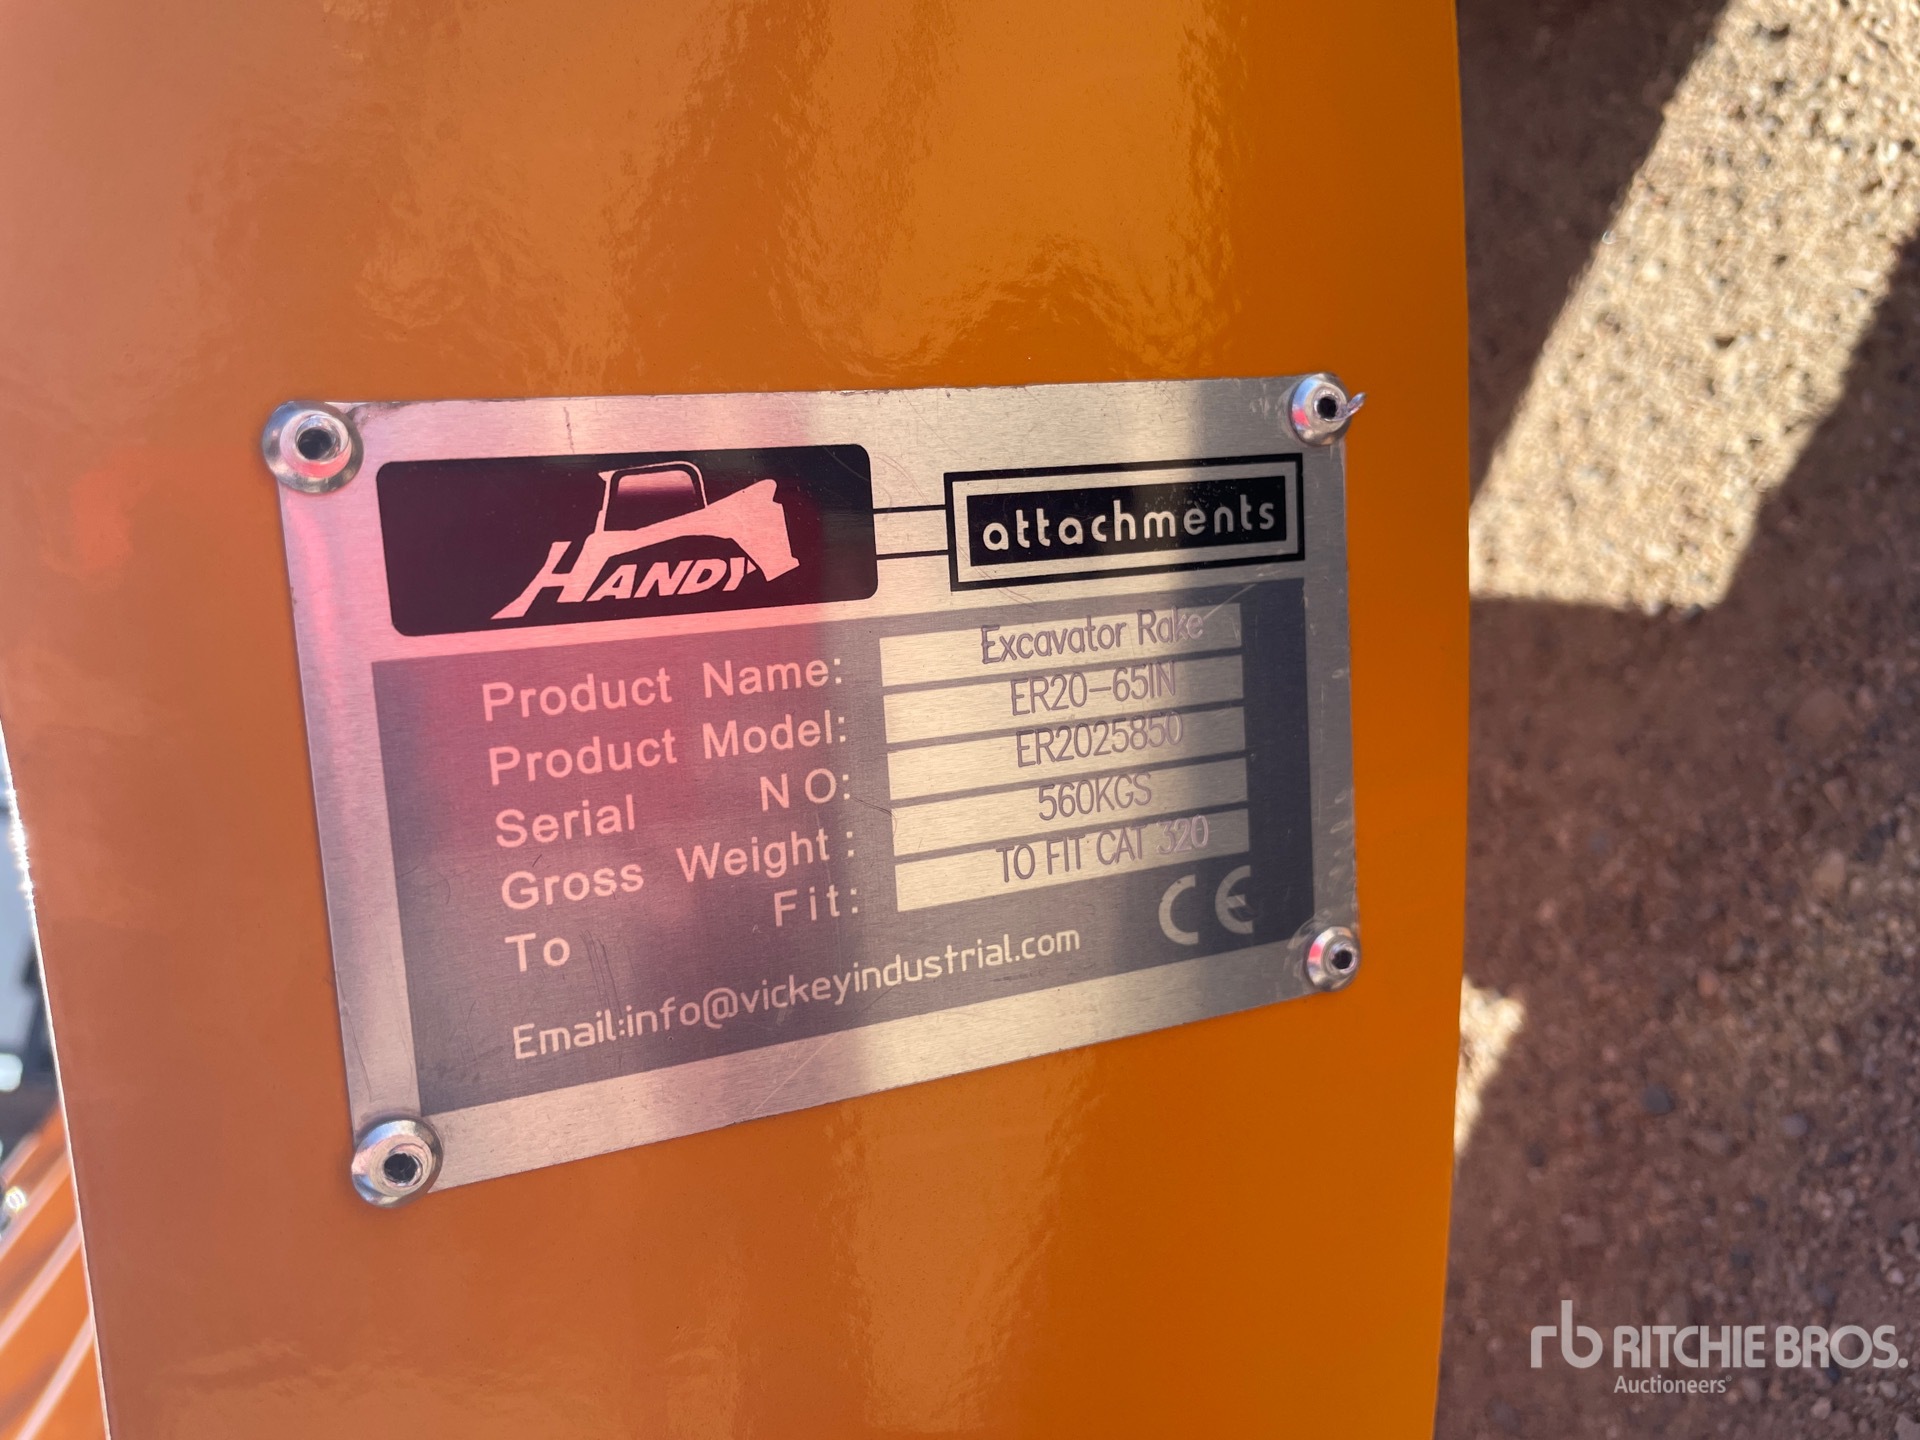 HANDY
attachments
Product Name: Excavator Rake
Product Model: ER20-65IN
Serial NO: ER2025850
Gross Weight: 560KGS
To Fit: TO FIT CAT 320
Email:info@vickeyindustrial.com
CE
rb RITCHIE BROS.
Auctioneers